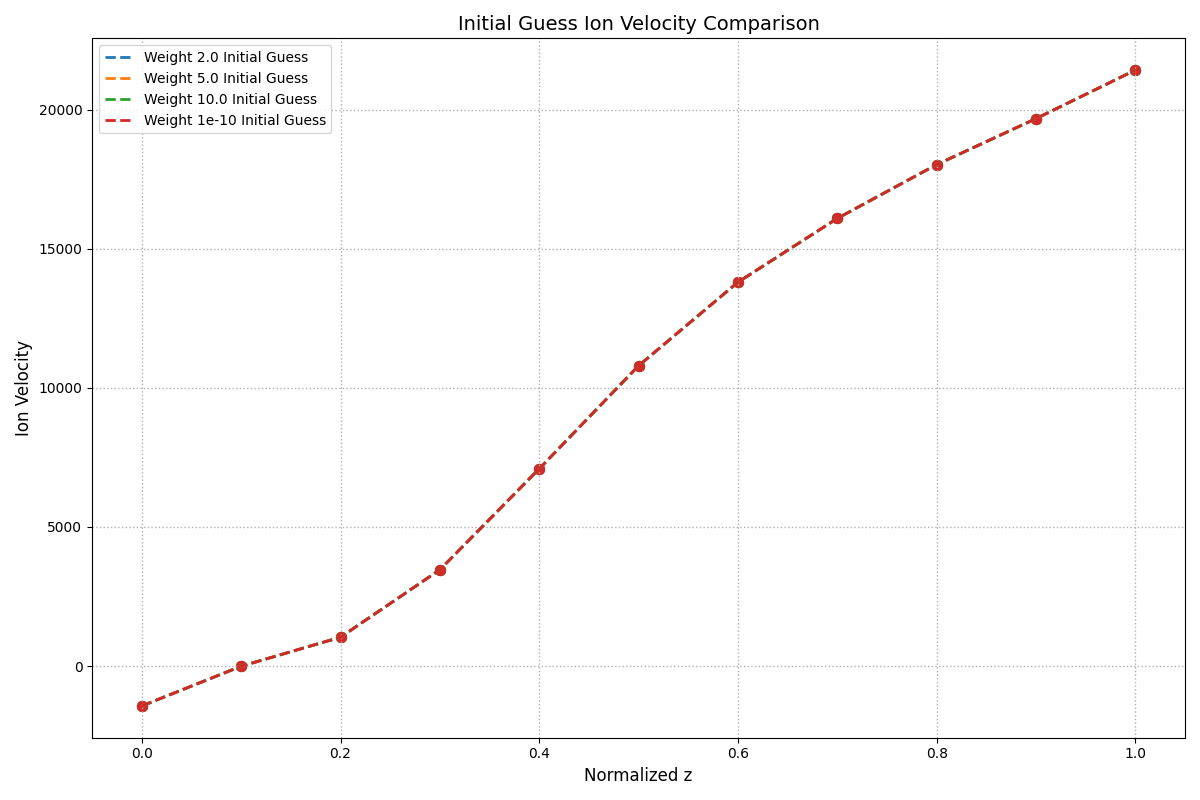 Initial Guess Ion Velocity Comparison
Weight 2.0 Initial Guess
Weight 5.0 Initial Guess
Weight 10.0 Initial Guess
Weight 1e-10 Initial Guess
20000
15000
10000
5000
0
Ion Velocity
0.0 0.2 0.4 0.6 0.8 1.0
Normalized z